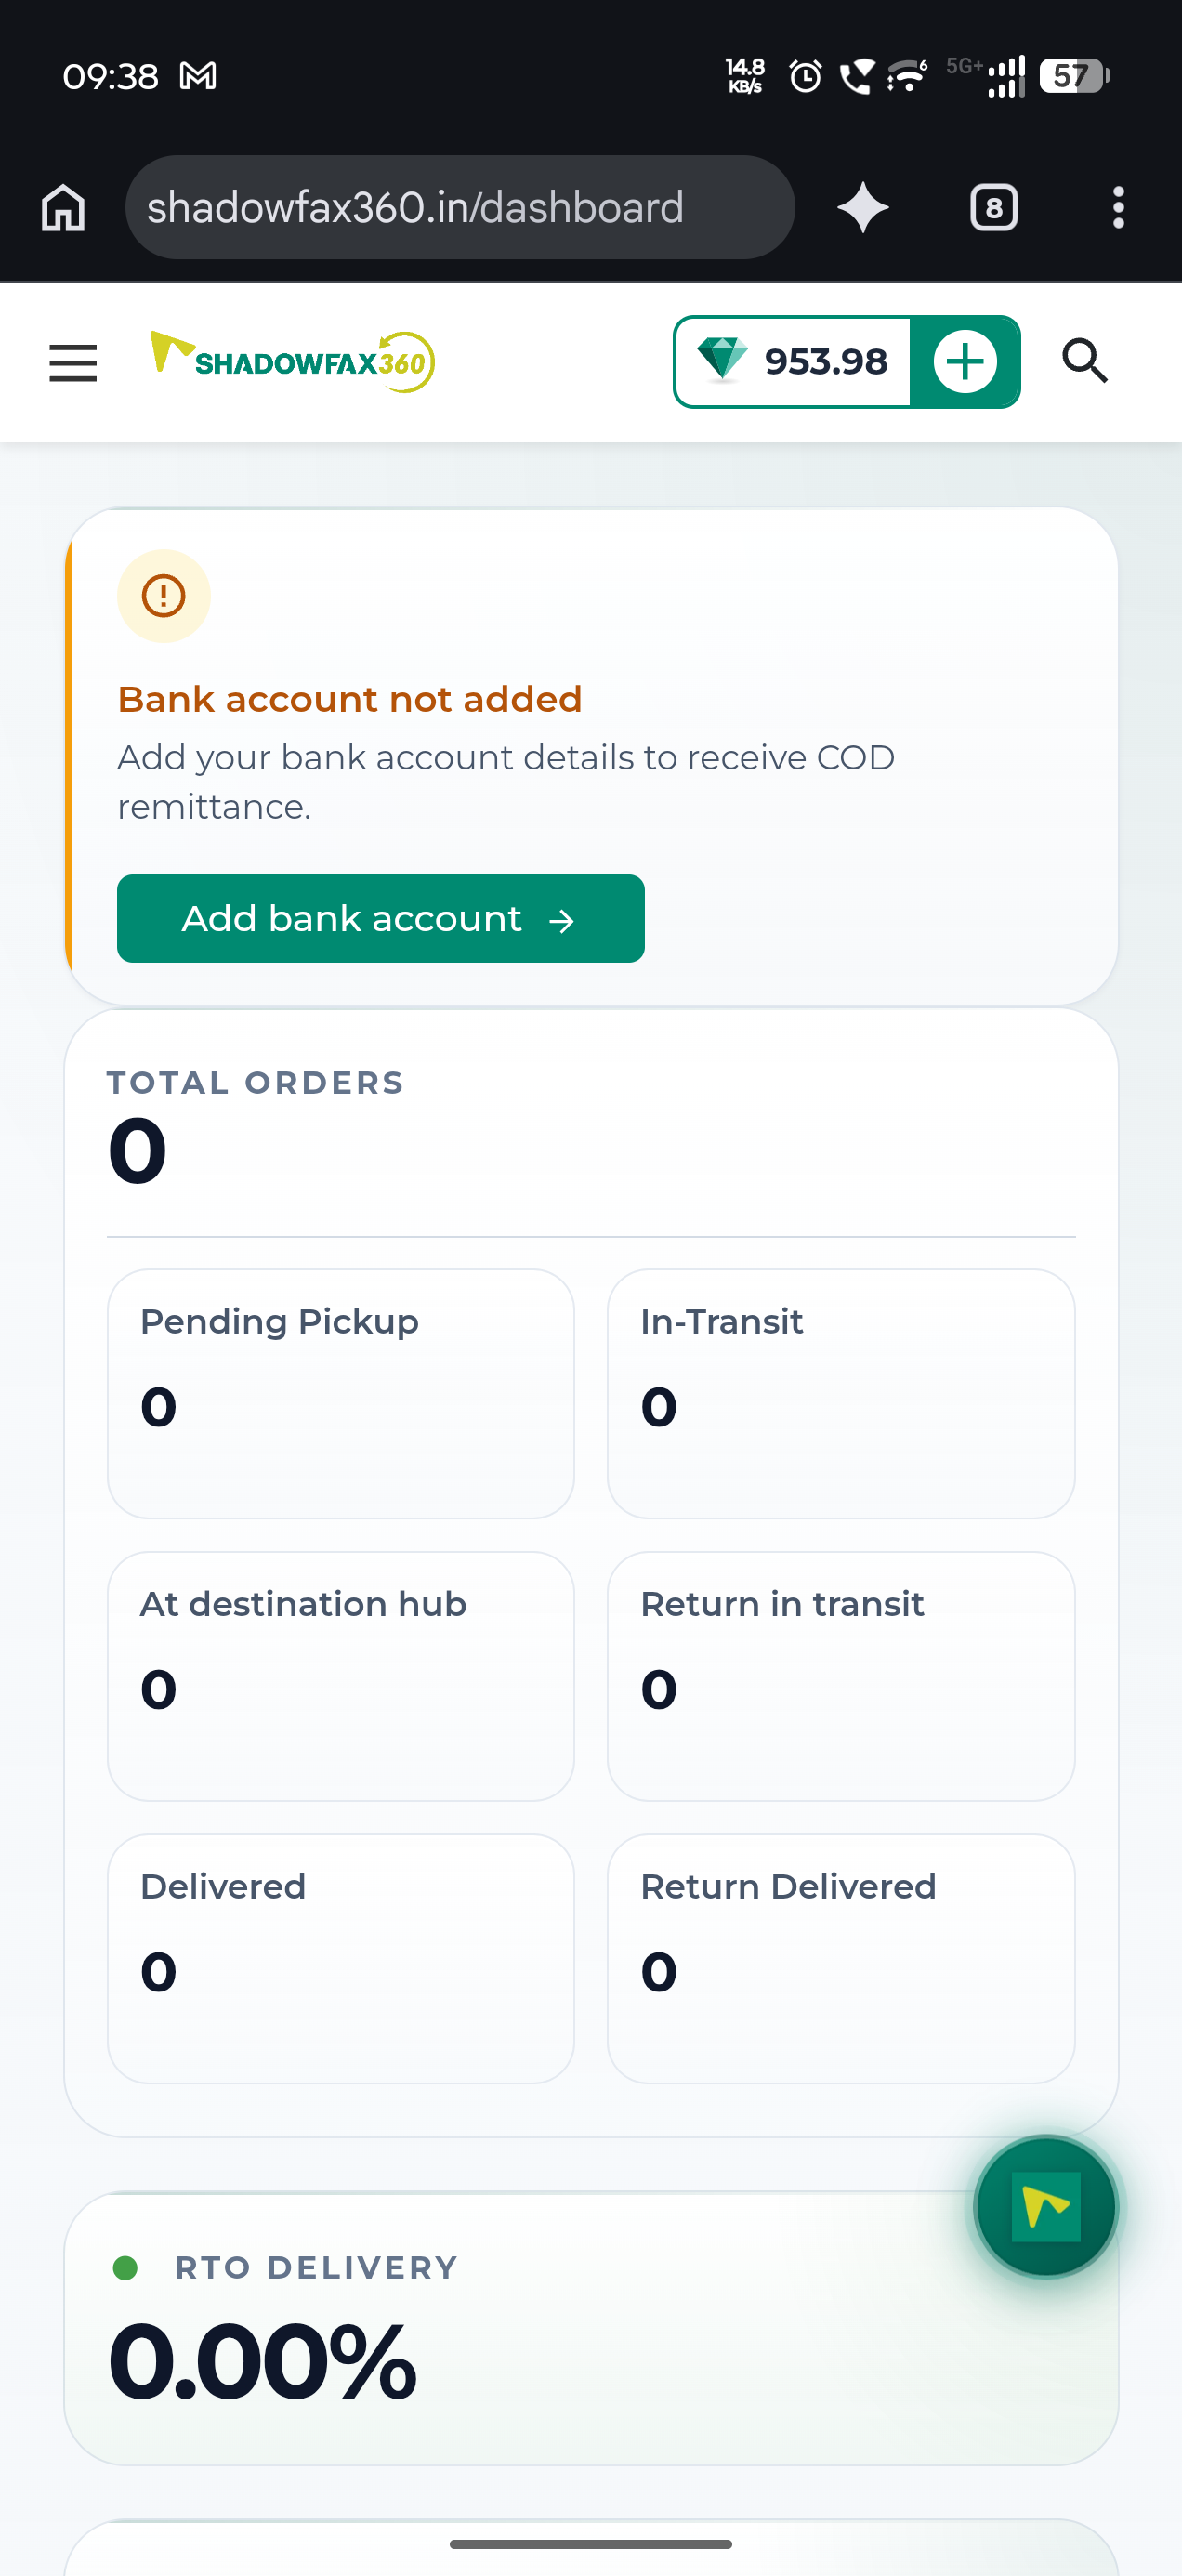 09:38
14.8
KB/s
6
5G+
57
shadowfax360.in/dashboard
8
SHADOWFAX360
953.98
Bank account not added
Add your bank account details to receive COD
remittance.
Add bank account →
TOTAL ORDERS
0
Pending Pickup
In-Transit
0
0
At destination hub
Return in transit
0
0
Delivered
Return Delivered
0
0
RTO DELIVERY
0.00%